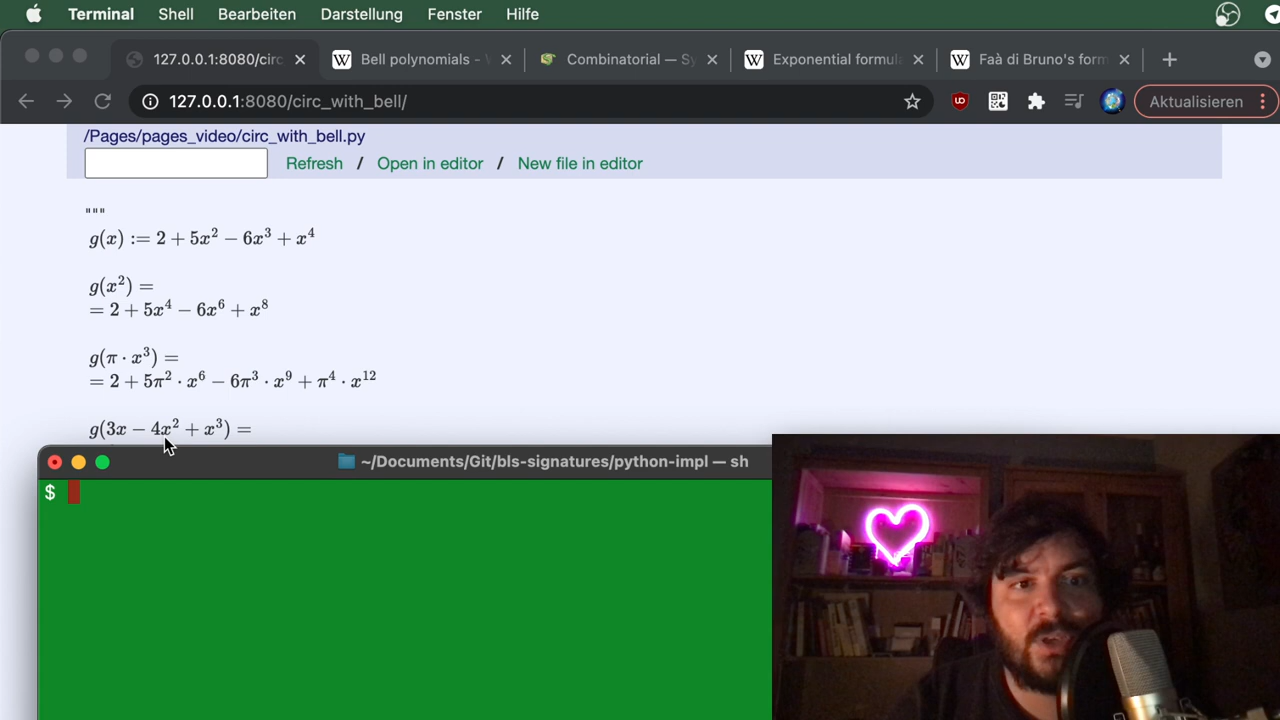 Terminal Shell Bearbeiten Darstellung Fenster Hilfe
127.0.0.1:8080/circ Bell polynomials - Combinatorial — Sy Exponential formula Faà di Bruno's form
127.0.0.1:8080/circ_with_bell/ Aktualisieren
/Pages/pages_video/circ_with_bell.py
Refresh / Open in editor / New file in editor
"""
g(x) := 2 + 5x² − 6x³ + x⁴
g(x²) =
= 2 + 5x⁴ − 6x⁶ + x⁸
g(π · x³) =
= 2 + 5π² · x⁶ − 6π³ · x⁹ + π⁴ · x¹²
g(3x − 4x² + x³) =
~/Documents/Git/bls-signatures/python-impl — sh
$